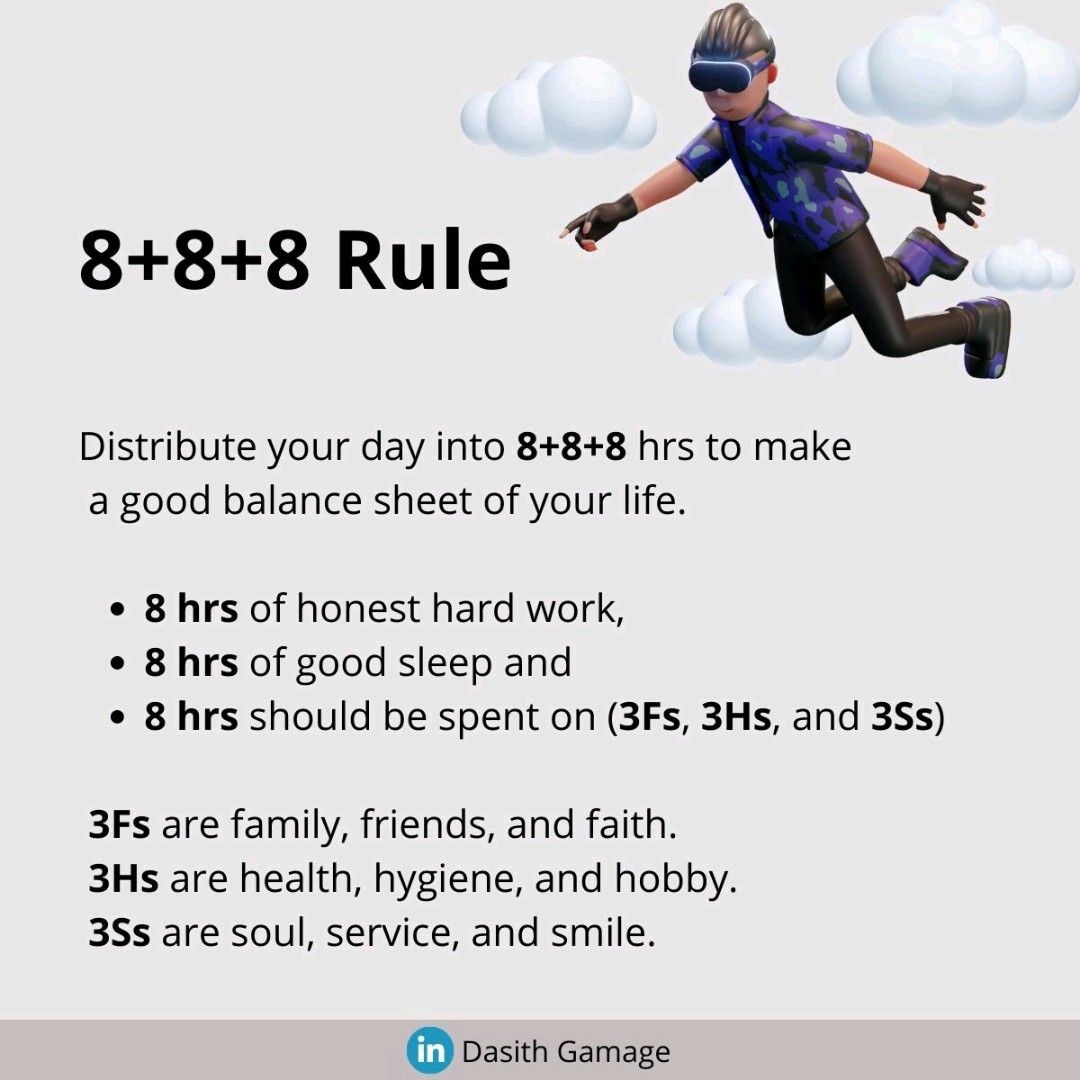 8+8+8 Rule
Distribute your day into 8+8+8 hrs to make
a good balance sheet of your life.
• 8 hrs of honest hard work,
• 8 hrs of good sleep and
• 8 hrs should be spent on (3Fs, 3Hs, and 3Ss)
3Fs are family, friends, and faith.
3Hs are health, hygiene, and hobby.
3Ss are soul, service, and smile.
in Dasith Gamage